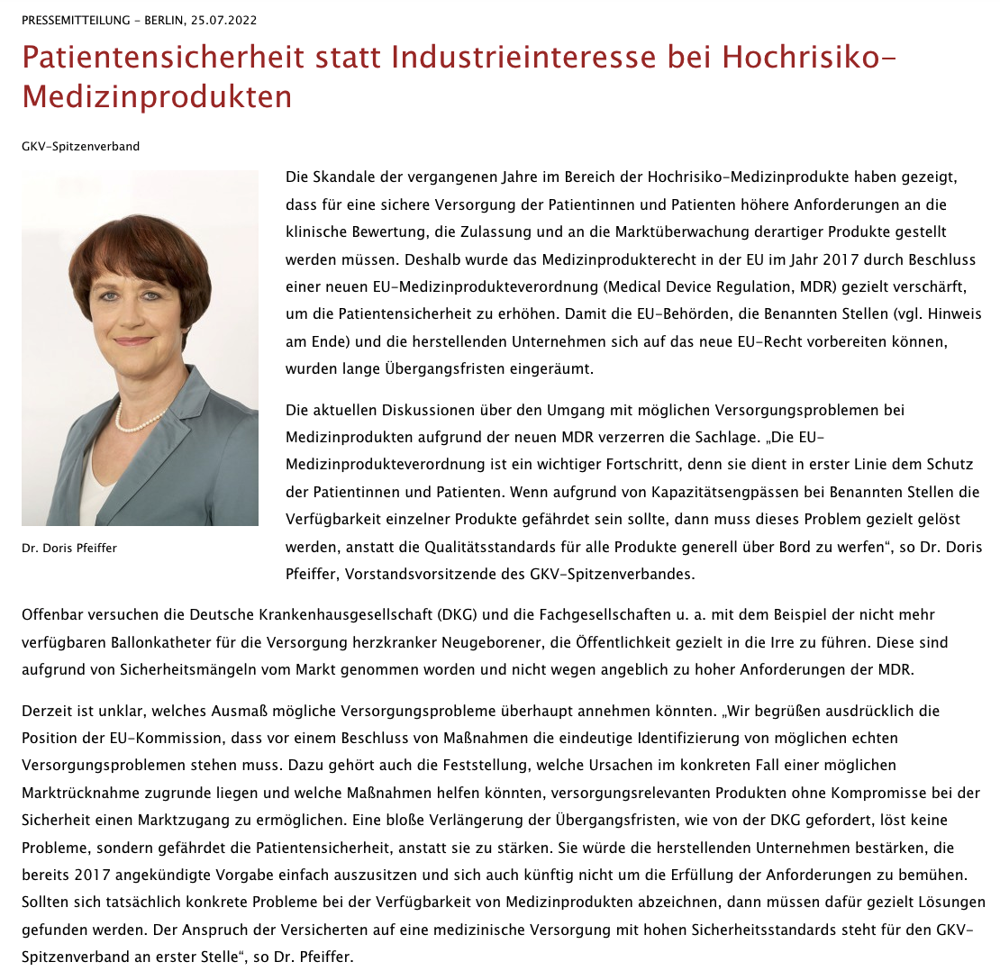 PRESSEMITTEILUNG – BERLIN, 25.07.2022
Patientensicherheit statt Industrieinteresse bei Hochrisiko-
Medizinprodukten
GKV-Spitzenverband
Die Skandale der vergangenen Jahre im Bereich der Hochrisiko-Medizinprodukte haben gezeigt,
dass für eine sichere Versorgung der Patientinnen und Patienten höhere Anforderungen an die
klinische Bewertung, die Zulassung und an die Marktüberwachung derartiger Produkte gestellt
werden müssen. Deshalb wurde das Medizinprodukterecht in der EU im Jahr 2017 durch Beschluss
einer neuen EU-Medizinprodukteverordnung (Medical Device Regulation, MDR) gezielt verschärft,
um die Patientensicherheit zu erhöhen. Damit die EU-Behörden, die Benannten Stellen (vgl. Hinweis
am Ende) und die herstellenden Unternehmen sich auf das neue EU-Recht vorbereiten können,
wurden lange Übergangsfristen eingeräumt.
Die aktuellen Diskussionen über den Umgang mit möglichen Versorgungsproblemen bei
Medizinprodukten aufgrund der neuen MDR verzerren die Sachlage. „Die EU-
Medizinprodukteverordnung ist ein wichtiger Fortschritt, denn sie dient in erster Linie dem Schutz
der Patientinnen und Patienten. Wenn aufgrund von Kapazitätsengpässen bei Benannten Stellen die
Verfügbarkeit einzelner Produkte gefährdet sein sollte, dann muss dieses Problem gezielt gelöst
werden, anstatt die Qualitätsstandards für alle Produkte generell über Bord zu werfen“, so Dr. Doris
Pfeiffer, Vorstandsvorsitzende des GKV-Spitzenverbandes.
Dr. Doris Pfeiffer
Offenbar versuchen die Deutsche Krankenhausgesellschaft (DKG) und die Fachgesellschaften u. a. mit dem Beispiel der nicht mehr
verfügbaren Ballonkatheter für die Versorgung herzkranker Neugeborener, die Öffentlichkeit gezielt in die Irre zu führen. Diese sind
aufgrund von Sicherheitsmängeln vom Markt genommen worden und nicht wegen angeblich zu hoher Anforderungen der MDR.
Derzeit ist unklar, welches Ausmaß mögliche Versorgungsprobleme überhaupt annehmen könnten. „Wir begrüßen ausdrücklich die
Position der EU-Kommission, dass vor einem Beschluss von Maßnahmen die eindeutige Identifizierung von möglichen echten
Versorgungsproblemen stehen muss. Dazu gehört auch die Feststellung, welche Ursachen im konkreten Fall einer möglichen
Marktrücknahme zugrunde liegen und welche Maßnahmen helfen könnten, versorgungsrelevanten Produkten ohne Kompromisse bei der
Sicherheit einen Marktzugang zu ermöglichen. Eine bloße Verlängerung der Übergangsfristen, wie von der DKG gefordert, löst keine
Probleme, sondern gefährdet die Patientensicherheit, anstatt sie zu stärken. Sie würde die herstellenden Unternehmen bestärken, die
bereits 2017 angekündigte Vorgabe einfach auszusitzen und sich auch künftig nicht um die Erfüllung der Anforderungen zu bemühen.
Sollten sich tatsächlich konkrete Probleme bei der Verfügbarkeit von Medizinprodukten abzeichnen, dann müssen dafür gezielt Lösungen
gefunden werden. Der Anspruch der Versicherten auf eine medizinische Versorgung mit hohen Sicherheitsstandards steht für den GKV-
Spitzenverband an erster Stelle“, so Dr. Pfeiffer.